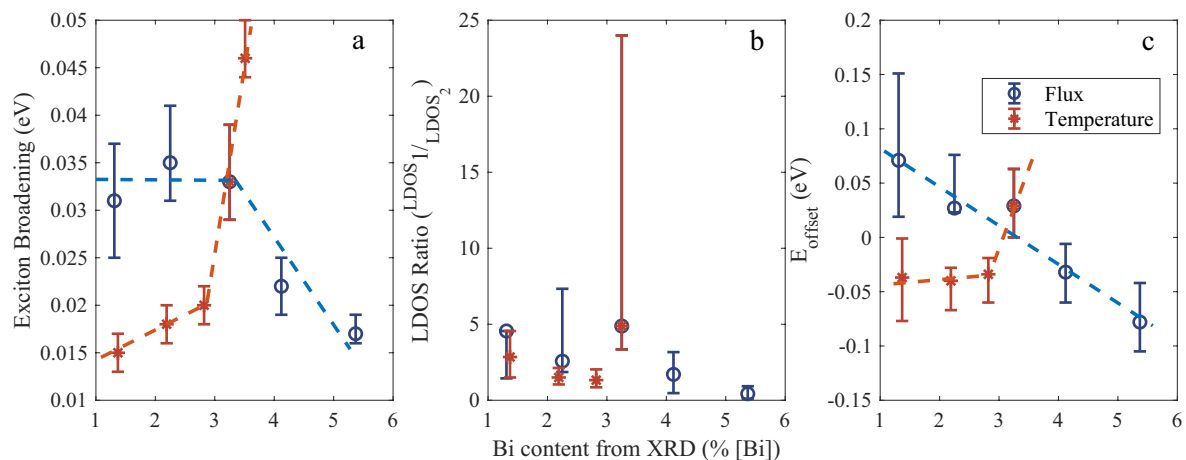 a
Exciton Broadening (eV)
0.05
0.045
0.04
0.035
0.03
0.025
0.02
0.015
0.01
1 2 3 4 5 6
b
LDOS Ratio (LDOS1/LDOS2)
25
20
15
10
5
0
1 2 3 4 5 6
Bi content from XRD (% [Bi])
c
Eoffset (eV)
0.2
0.15
0.1
0.05
0
-0.05
-0.1
-0.15
1 2 3 4 5 6
Flux
Temperature